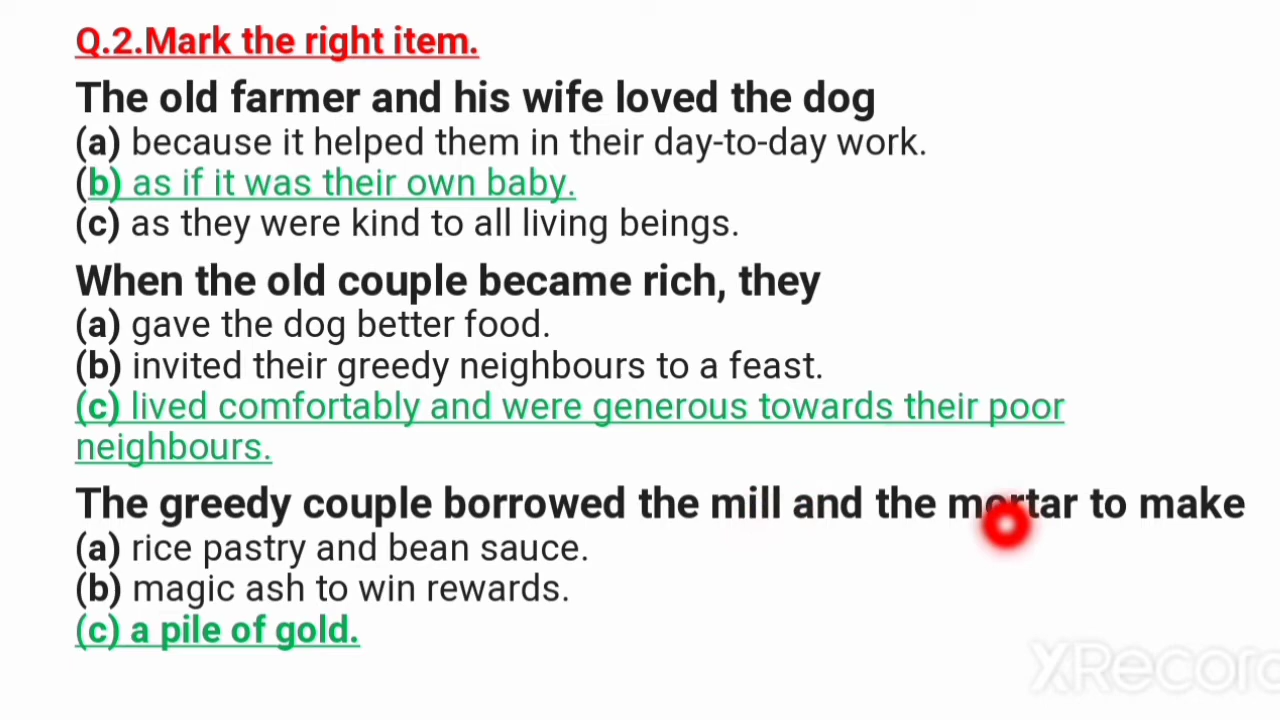 Q.2.Mark the right item.
The old farmer and his wife loved the dog
(a) because it helped them in their day-to-day work.
(b) as if it was their own baby.
(c) as they were kind to all living beings.
When the old couple became rich, they
(a) gave the dog better food.
(b) invited their greedy neighbours to a feast.
(c) lived comfortably and were generous towards their poor
neighbours.
The greedy couple borrowed the mill and the mortar to make
(a) rice pastry and bean sauce.
(b) magic ash to win rewards.
(c) a pile of gold.
XRecord